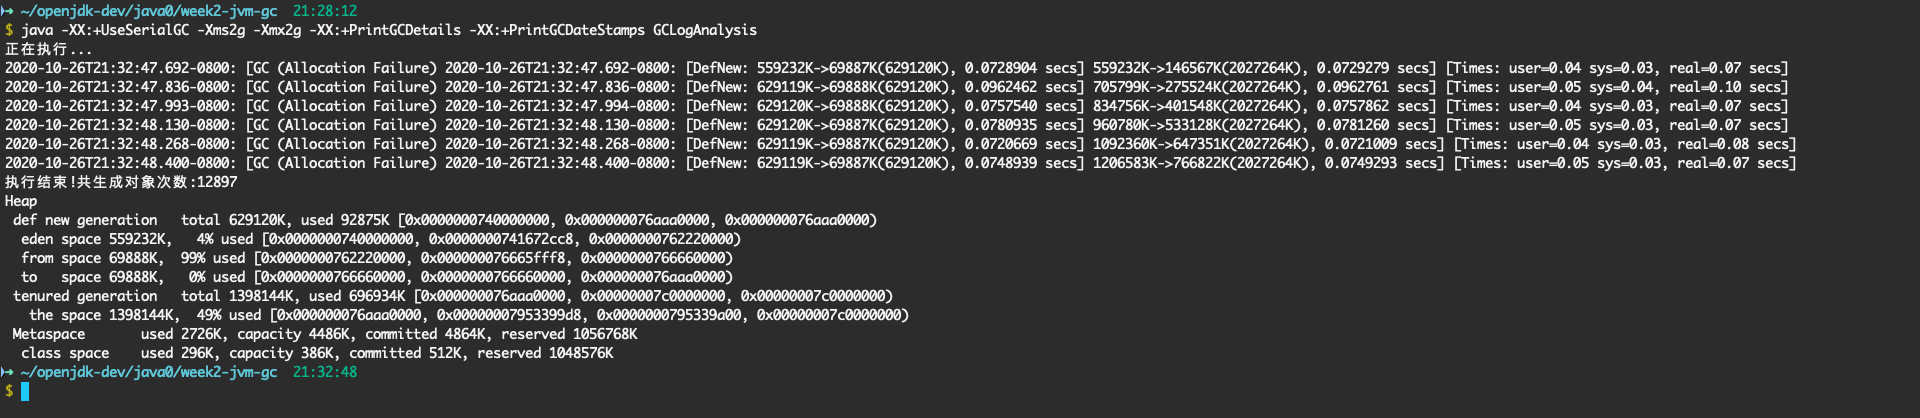 ➜ ~/openjdk-dev/java0/week2-jvm-gc 21:28:12
$ java -XX:+UseSerialGC -Xms2g -Xmx2g -XX:+PrintGCDetails -XX:+PrintGCDateStamps GCLogAnalysis
正在执行...
2020-10-26T21:32:47.692-0800: [GC (Allocation Failure) 2020-10-26T21:32:47.692-0800: [DefNew: 559232K->69887K(629120K), 0.0728904 secs] 559232K->146567K(2027264K), 0.0729279 secs] [Times: user=0.04 sys=0.03, real=0.07 secs]
2020-10-26T21:32:47.836-0800: [GC (Allocation Failure) 2020-10-26T21:32:47.836-0800: [DefNew: 629119K->69888K(629120K), 0.0962462 secs] 705799K->275524K(2027264K), 0.0962761 secs] [Times: user=0.05 sys=0.04, real=0.10 secs]
2020-10-26T21:32:47.993-0800: [GC (Allocation Failure) 2020-10-26T21:32:47.994-0800: [DefNew: 629120K->69888K(629120K), 0.0757540 secs] 834756K->401548K(2027264K), 0.0757862 secs] [Times: user=0.04 sys=0.03, real=0.07 secs]
2020-10-26T21:32:48.130-0800: [GC (Allocation Failure) 2020-10-26T21:32:48.130-0800: [DefNew: 629120K->69887K(629120K), 0.0780935 secs] 960780K->533128K(2027264K), 0.0781260 secs] [Times: user=0.05 sys=0.03, real=0.07 secs]
2020-10-26T21:32:48.268-0800: [GC (Allocation Failure) 2020-10-26T21:32:48.268-0800: [DefNew: 629119K->69887K(629120K), 0.0720669 secs] 1092360K->647351K(2027264K), 0.0721009 secs] [Times: user=0.04 sys=0.03, real=0.08 secs]
2020-10-26T21:32:48.400-0800: [GC (Allocation Failure) 2020-10-26T21:32:48.400-0800: [DefNew: 629119K->69887K(629120K), 0.0748939 secs] 1206583K->766822K(2027264K), 0.0749293 secs] [Times: user=0.05 sys=0.03, real=0.07 secs]
执行结束!共生成对象次数:12897
Heap
def new generation total 629120K, used 92875K [0x0000000740000000, 0x000000076aaa0000, 0x000000076aaa0000)
eden space 559232K, 4% used [0x0000000740000000, 0x0000000741672cc8, 0x0000000762220000)
from space 69888K, 99% used [0x0000000762220000, 0x000000076665fff8, 0x0000000766660000)
to space 69888K, 0% used [0x0000000766660000, 0x0000000766660000, 0x000000076aaa0000)
tenured generation total 1398144K, used 696934K [0x000000076aaa0000, 0x00000007c0000000, 0x00000007c0000000)
the space 1398144K, 49% used [0x000000076aaa0000, 0x00000007953399d8, 0x0000000795339a00, 0x00000007c0000000)
Metaspace used 2726K, capacity 4486K, committed 4864K, reserved 1056768K
class space used 296K, capacity 386K, committed 512K, reserved 1048576K
➜ ~/openjdk-dev/java0/week2-jvm-gc 21:32:48
$